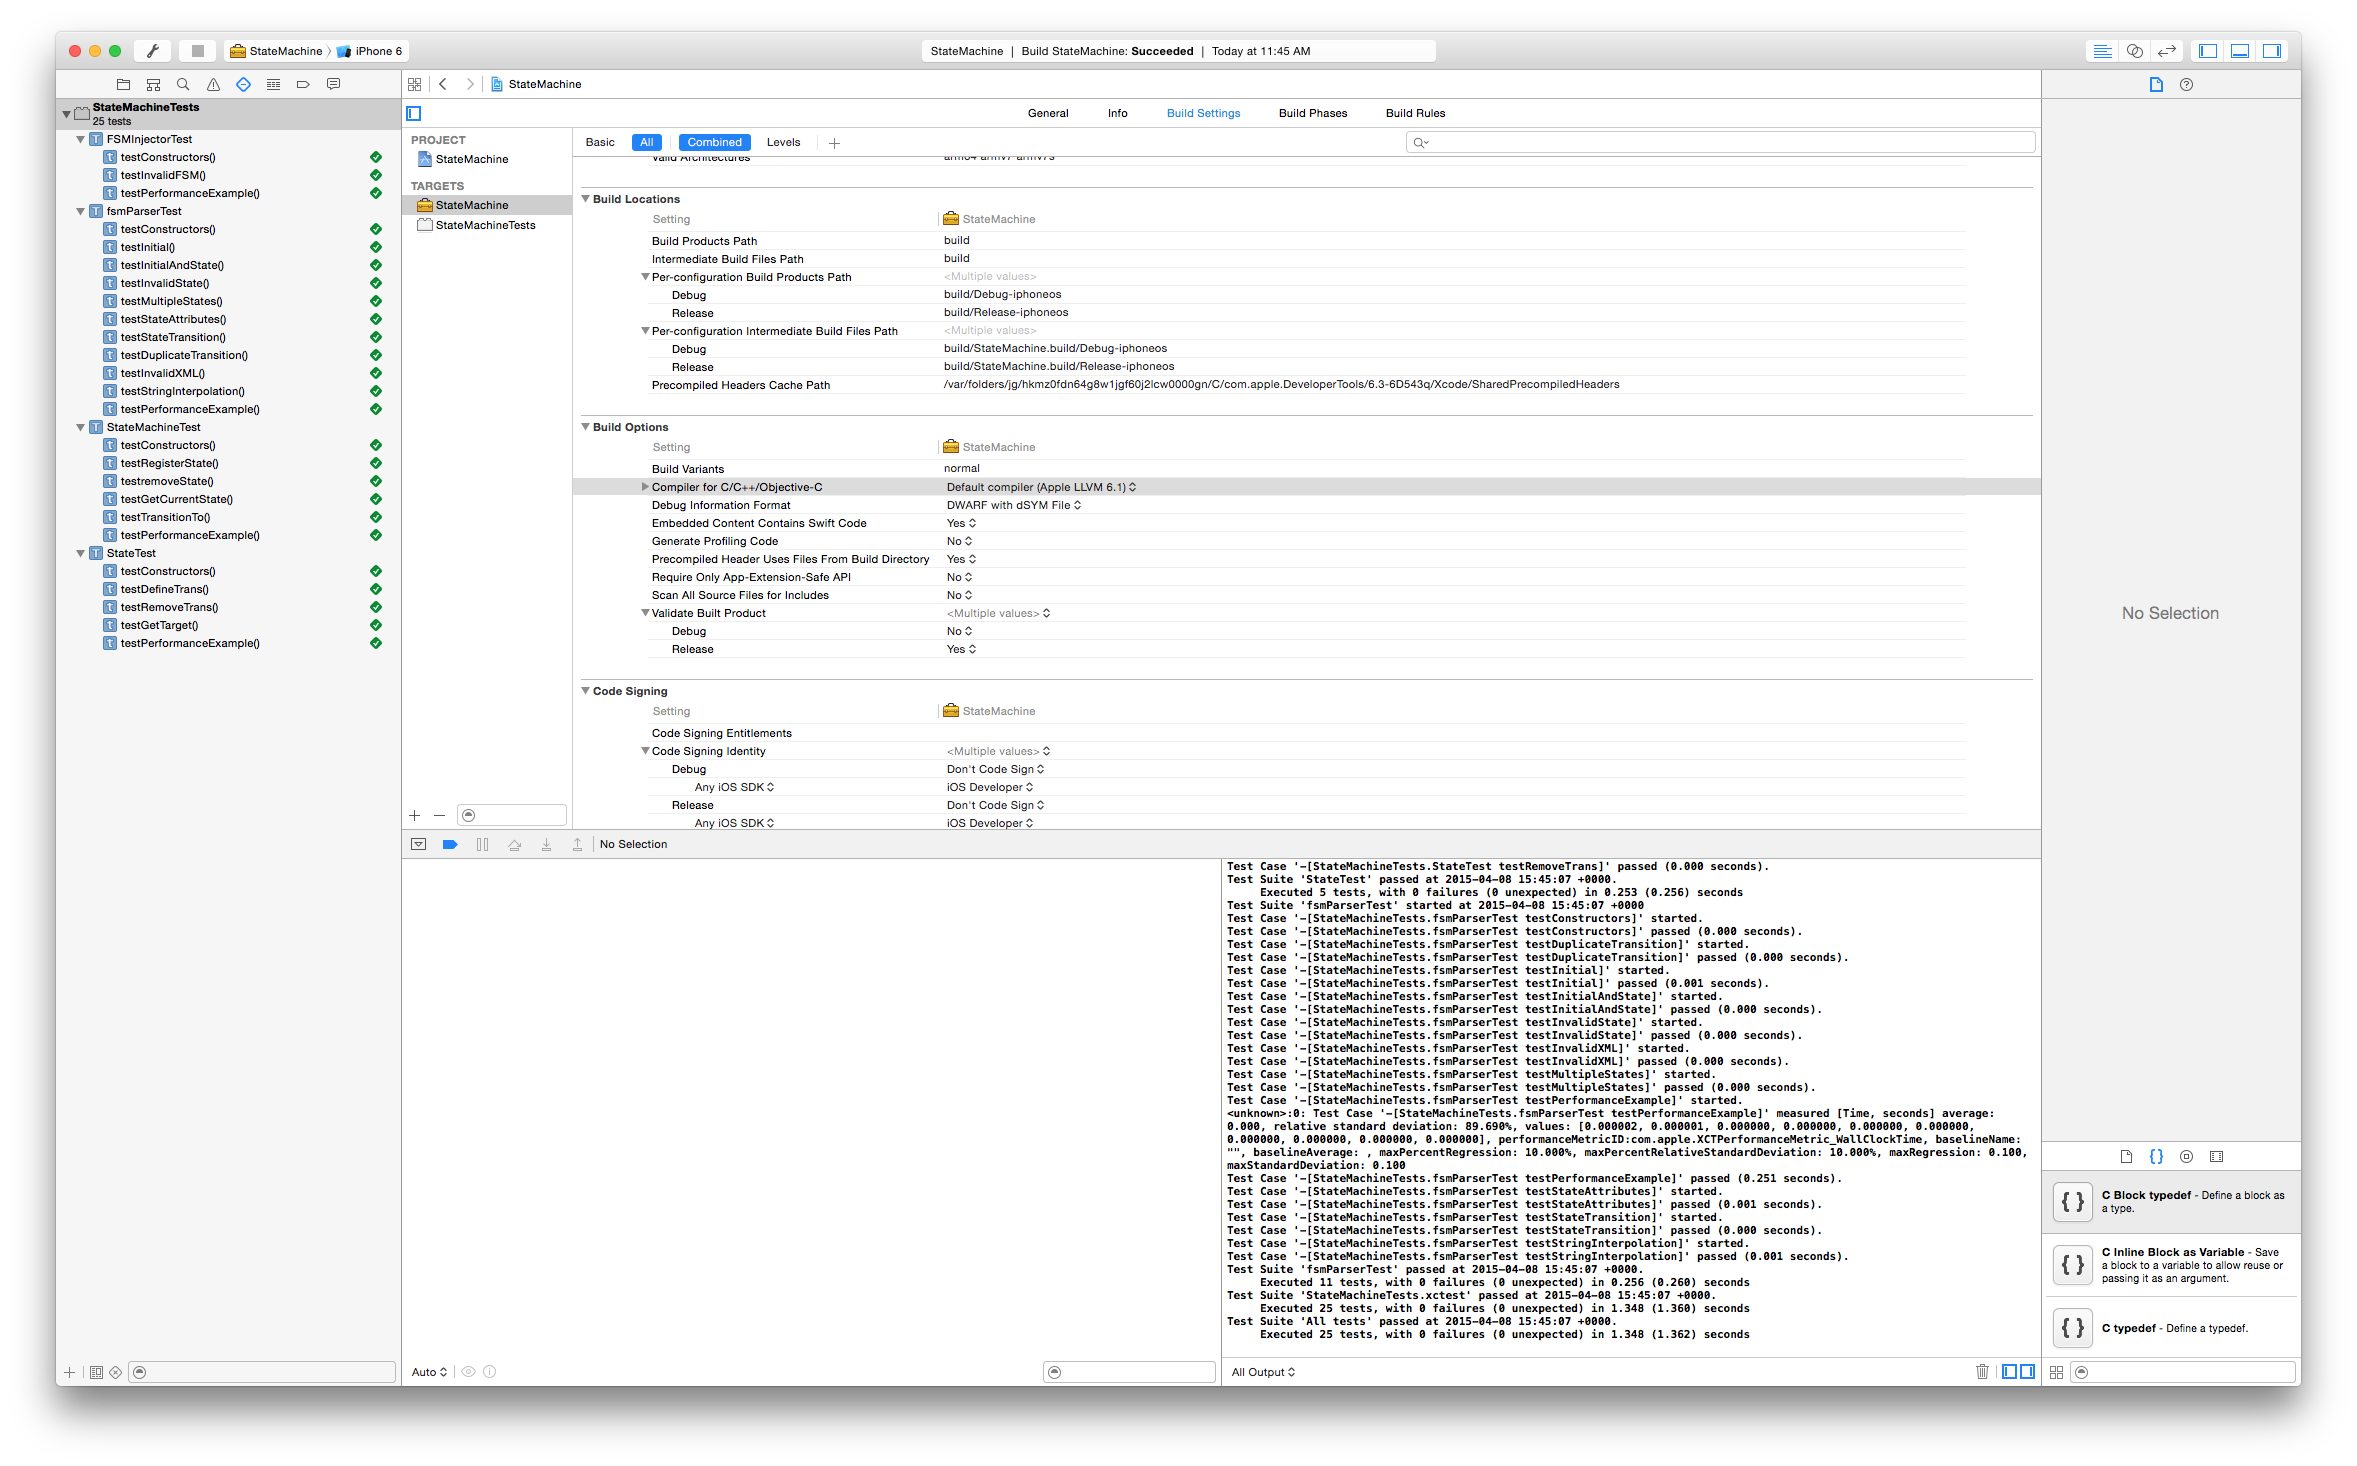 StateMachine iPhone 6
StateMachine | Build StateMachine: Succeeded | Today at 11:45 AM
StateMachineTests
25 tests
FSMInjectorTest
testConstructors()
testInvalidFSM()
testPerformanceExample()
fsmParserTest
testConstructors()
testInitial()
testInitialAndState()
testInvalidState()
testMultipleStates()
testStateAttributes()
testStateTransition()
testDuplicateTransition()
testInvalidXML()
testStringInterpolation()
testPerformanceExample()
StateMachineTest
testConstructors()
testRegisterState()
testremoveState()
testGetCurrentState()
testTransitionTo()
testPerformanceExample()
StateTest
testConstructors()
testDefineTrans()
testRemoveTrans()
testGetTarget()
testPerformanceExample()
StateMachine
General Info Build Settings Build Phases Build Rules
PROJECT
StateMachine
TARGETS
StateMachine
StateMachineTests
Basic All Combined Levels
Valid Architectures arm64 armv7 armv7s
Build Locations
Setting StateMachine
Build Products Path build
Intermediate Build Files Path build
Per-configuration Build Products Path <Multiple values>
Debug build/Debug-iphoneos
Release build/Release-iphoneos
Per-configuration Intermediate Build Files Path <Multiple values>
Debug build/StateMachine.build/Debug-iphoneos
Release build/StateMachine.build/Release-iphoneos
Precompiled Headers Cache Path /var/folders/jg/hkmz0fdn64g8w1jgf60j2lcw0000gn/C/com.apple.DeveloperTools/6.3-6D543q/Xcode/SharedPrecompiledHeaders
Build Options
Setting StateMachine
Build Variants normal
Compiler for C/C++/Objective-C Default compiler (Apple LLVM 6.1)
Debug Information Format DWARF with dSYM File
Embedded Content Contains Swift Code Yes
Generate Profiling Code No
Precompiled Header Uses Files From Build Directory Yes
Require Only App-Extension-Safe API No
Scan All Source Files for Includes No
Validate Built Product <Multiple values>
Debug No
Release Yes
Code Signing
Setting StateMachine
Code Signing Entitlements
Code Signing Identity <Multiple values>
Debug Don't Code Sign
Any iOS SDK iOS Developer
Release Don't Code Sign
Any iOS SDK iOS Developer
No Selection
Test Case '-[StateMachineTests.StateTest testRemoveTrans]' passed (0.000 seconds).
Test Suite 'StateTest' passed at 2015-04-08 15:45:07 +0000.
Executed 5 tests, with 0 failures (0 unexpected) in 0.253 (0.256) seconds
Test Suite 'fsmParserTest' started at 2015-04-08 15:45:07 +0000
Test Case '-[StateMachineTests.fsmParserTest testConstructors]' started.
Test Case '-[StateMachineTests.fsmParserTest testConstructors]' passed (0.000 seconds).
Test Case '-[StateMachineTests.fsmParserTest testDuplicateTransition]' started.
Test Case '-[StateMachineTests.fsmParserTest testDuplicateTransition]' passed (0.000 seconds).
Test Case '-[StateMachineTests.fsmParserTest testInitial]' started.
Test Case '-[StateMachineTests.fsmParserTest testInitial]' passed (0.001 seconds).
Test Case '-[StateMachineTests.fsmParserTest testInitialAndState]' started.
Test Case '-[StateMachineTests.fsmParserTest testInitialAndState]' passed (0.000 seconds).
Test Case '-[StateMachineTests.fsmParserTest testInvalidState]' started.
Test Case '-[StateMachineTests.fsmParserTest testInvalidState]' passed (0.000 seconds).
Test Case '-[StateMachineTests.fsmParserTest testInvalidXML]' started.
Test Case '-[StateMachineTests.fsmParserTest testInvalidXML]' passed (0.000 seconds).
Test Case '-[StateMachineTests.fsmParserTest testMultipleStates]' started.
Test Case '-[StateMachineTests.fsmParserTest testMultipleStates]' passed (0.000 seconds).
Test Case '-[StateMachineTests.fsmParserTest testPerformanceExample]' started.
<unknown>:0: Test Case '-[StateMachineTests.fsmParserTest testPerformanceExample]' measured [Time, seconds] average:
0.000, relative standard deviation: 89.690%, values: [0.000002, 0.000001, 0.000000, 0.000000, 0.000000, 0.000000,
0.000000, 0.000000, 0.000000, 0.000000], performanceMetricID:com.apple.XCTPerformanceMetric_WallClockTime, baselineName:
"", baselineAverage: , maxPercentRegression: 10.000%, maxPercentRelativeStandardDeviation: 10.000%, maxRegression: 0.100,
maxStandardDeviation: 0.100
Test Case '-[StateMachineTests.fsmParserTest testPerformanceExample]' passed (0.251 seconds).
Test Case '-[StateMachineTests.fsmParserTest testStateAttributes]' started.
Test Case '-[StateMachineTests.fsmParserTest testStateAttributes]' passed (0.001 seconds).
Test Case '-[StateMachineTests.fsmParserTest testStateTransition]' started.
Test Case '-[StateMachineTests.fsmParserTest testStateTransition]' passed (0.000 seconds).
Test Case '-[StateMachineTests.fsmParserTest testStringInterpolation]' started.
Test Case '-[StateMachineTests.fsmParserTest testStringInterpolation]' passed (0.001 seconds).
Test Suite 'fsmParserTest' passed at 2015-04-08 15:45:07 +0000.
Executed 11 tests, with 0 failures (0 unexpected) in 0.256 (0.260) seconds
Test Suite 'StateMachineTests.xctest' passed at 2015-04-08 15:45:07 +0000.
Executed 25 tests, with 0 failures (0 unexpected) in 1.348 (1.360) seconds
Test Suite 'All tests' passed at 2015-04-08 15:45:07 +0000.
Executed 25 tests, with 0 failures (0 unexpected) in 1.348 (1.362) seconds
Auto
All Output
No Selection
C Block typedef - Define a block as
a type.
C Inline Block as Variable - Save
a block to a variable to allow reuse or
passing it as an argument.
C typedef - Define a typedef.